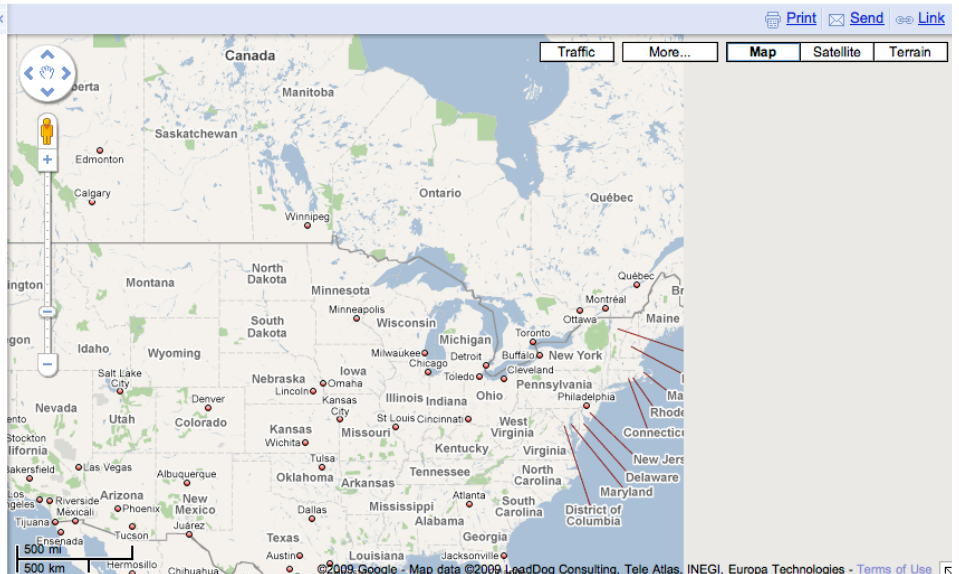 Print Send Link
Traffic More... Map Satellite Terrain
Canada
Manitoba
Saskatchewan
Edmonton
Calgary
Ontario
Québec
Winnipeg
North
Dakota
Montana
Minnesota
Québec
Montréal
Ottawa
Maine
Minneapolis
Wisconsin
South
Dakota
Michigan
Toronto
Idaho
Wyoming
Milwaukee
Detroit
Buffalo
New York
Chicago
Salt Lake
City
Iowa
Toledo
Cleveland
Nebraska
Omaha
Pennsylvania
Lincoln
Denver
Illinois
Indiana
Ohio
Philadelphia
Nevada
Kansas
City
Utah
Colorado
St Louis
Cincinnati
West
Virginia
Kansas
Missouri
Wichita
Kentucky
Virginia
Tulsa
New Jers
Las Vegas
Albuquerque
Oklahoma
Arkansas
Tennessee
North
Carolina
Delaware
Maryland
Riverside
Arizona
Phoenix
New
Mexico
Dallas
Mississippi
Atlanta
South
Carolina
District of
Columbia
Mexicali
Tijuana
Alabama
Tucson
Juárez
Ensenada
Texas
Georgia
500 mi
Austin
Louisiana
Jacksonville
500 km
Hermosillo
Chihuahua
©2009 Google - Map data ©2009 LeadDog Consulting, Tele Atlas, INEGI, Europa Technologies - Terms of Use